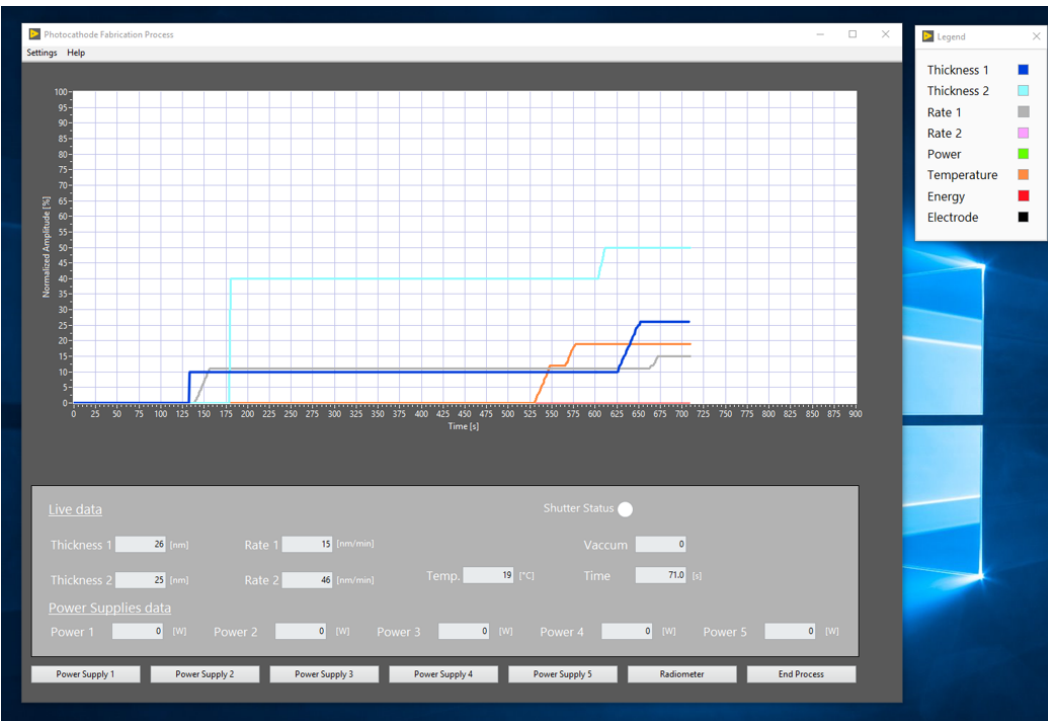 Photocathode Fabrication Process
Settings Help
Normalized Amplitude [%]
100
95
90
85
80
75
70
65
60
55
50
45
40
35
30
25
20
15
10
5
0
0 25 50 75 100 125 150 175 200 225 250 275 300 325 350 375 400 425 450 475 500 525 550 575 600 625 650 675 700 725 750 775 800 825 850 875 900
Time [s]
Legend
Thickness 1
Thickness 2
Rate 1
Rate 2
Power
Temperature
Energy
Electrode
Live data
Shutter Status
Thickness 1 26 [nm] Rate 1 15 [nm/min] Vaccum 0
Thickness 2 25 [nm] Rate 2 46 [nm/min] Temp. 19 [°C] Time 71.0 [s]
Power Supplies data
Power 1 0 [W] Power 2 0 [W] Power 3 0 [W] Power 4 0 [W] Power 5 0 [W]
Power Supply 1 Power Supply 2 Power Supply 3 Power Supply 4 Power Supply 5 Radiometer End Process